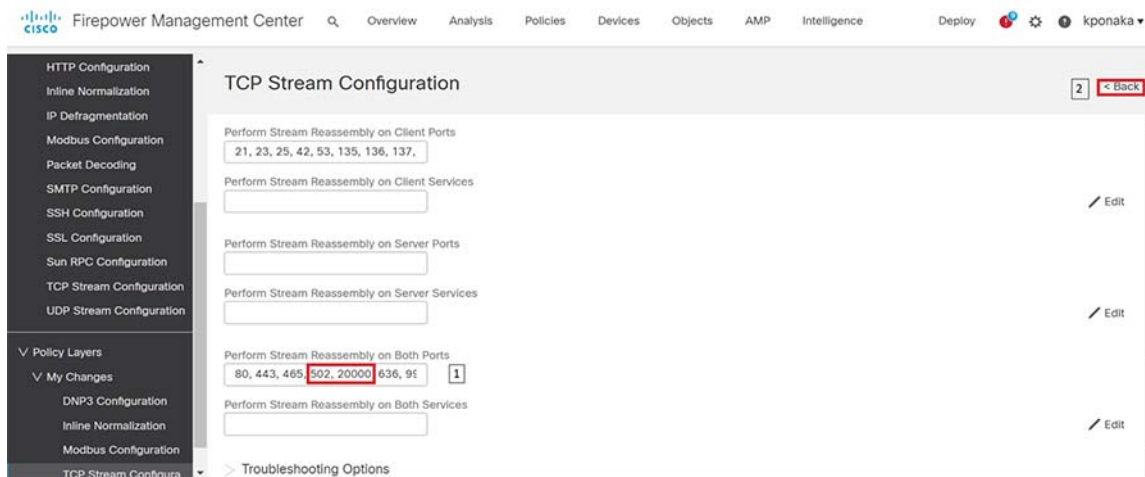 CISCO Firepower Management Center Overview Analysis Policies Devices Objects AMP Intelligence Deploy kponaka
HTTP Configuration
Inline Normalization
IP Defragmentation
Modbus Configuration
Packet Decoding
SMTP Configuration
SSH Configuration
SSL Configuration
Sun RPC Configuration
TCP Stream Configuration
UDP Stream Configuration
Policy Layers
My Changes
DNP3 Configuration
Inline Normalization
Modbus Configuration
TCP Stream Configura
TCP Stream Configuration
2 < Back
Perform Stream Reassembly on Client Ports
21, 23, 25, 42, 53, 135, 136, 137,
Perform Stream Reassembly on Client Services
Edit
Perform Stream Reassembly on Server Ports
Perform Stream Reassembly on Server Services
Edit
Perform Stream Reassembly on Both Ports
80, 443, 465, 502, 20000, 636, 99 1
Perform Stream Reassembly on Both Services
Edit
Troubleshooting Options